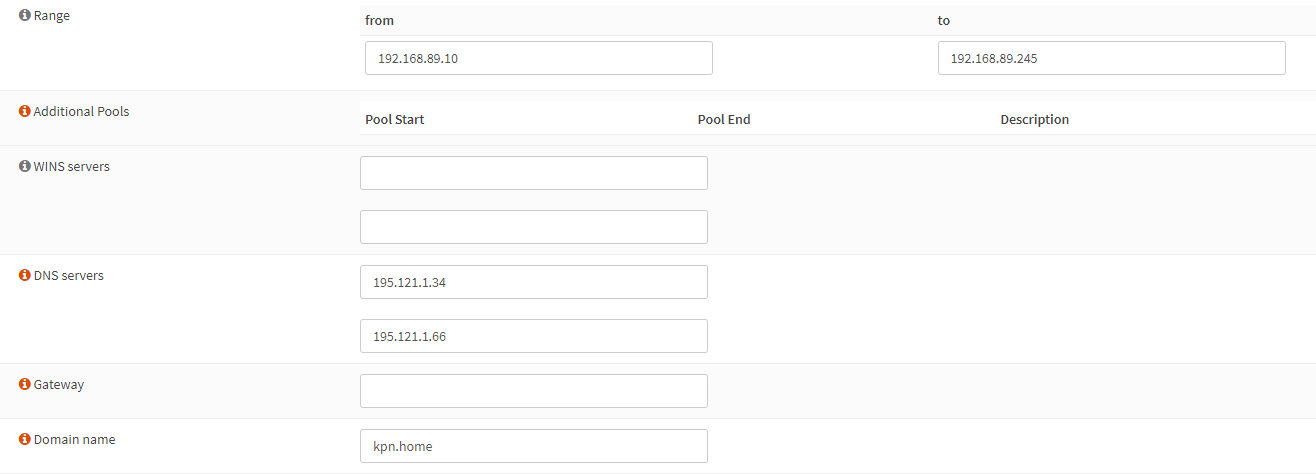 Range
from to
192.168.89.10 192.168.89.245
Additional Pools
Pool Start Pool End Description
WINS servers
DNS servers
195.121.1.34
195.121.1.66
Gateway
Domain name
kpn.home